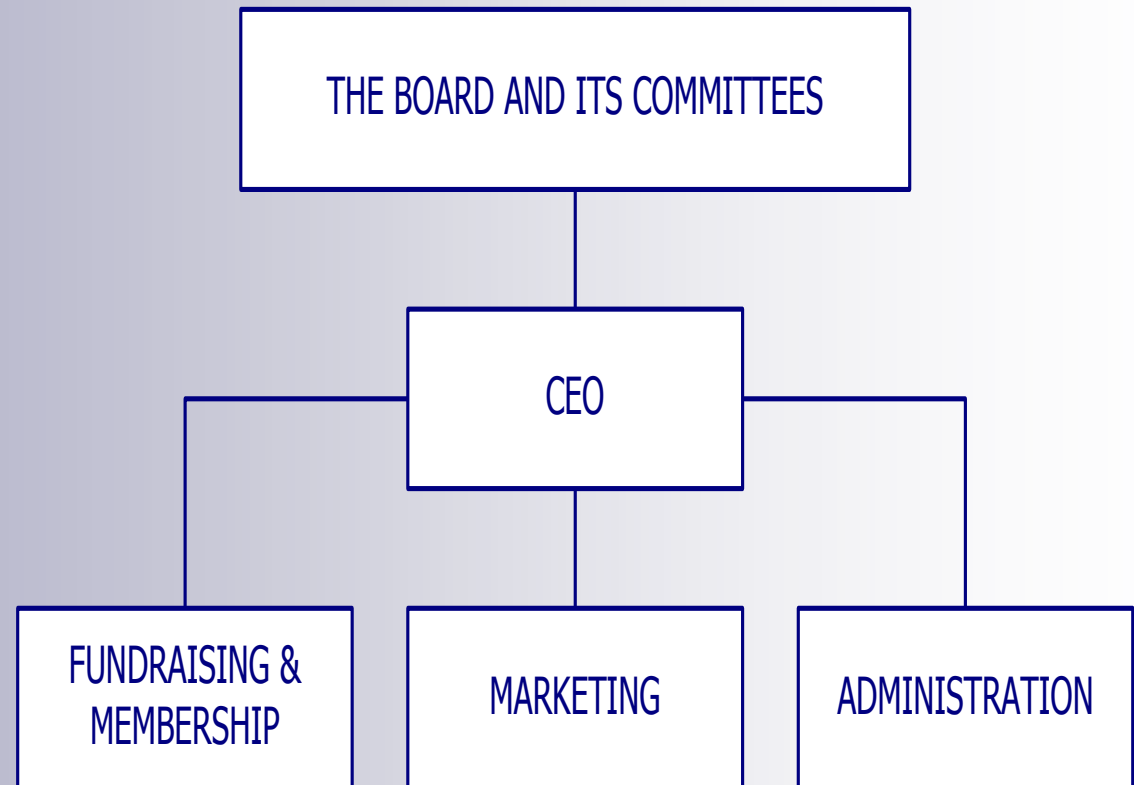 THE BOARD AND ITS COMMITTEES
CEO
FUNDRAISING &
MEMBERSHIP
MARKETING
ADMINISTRATION